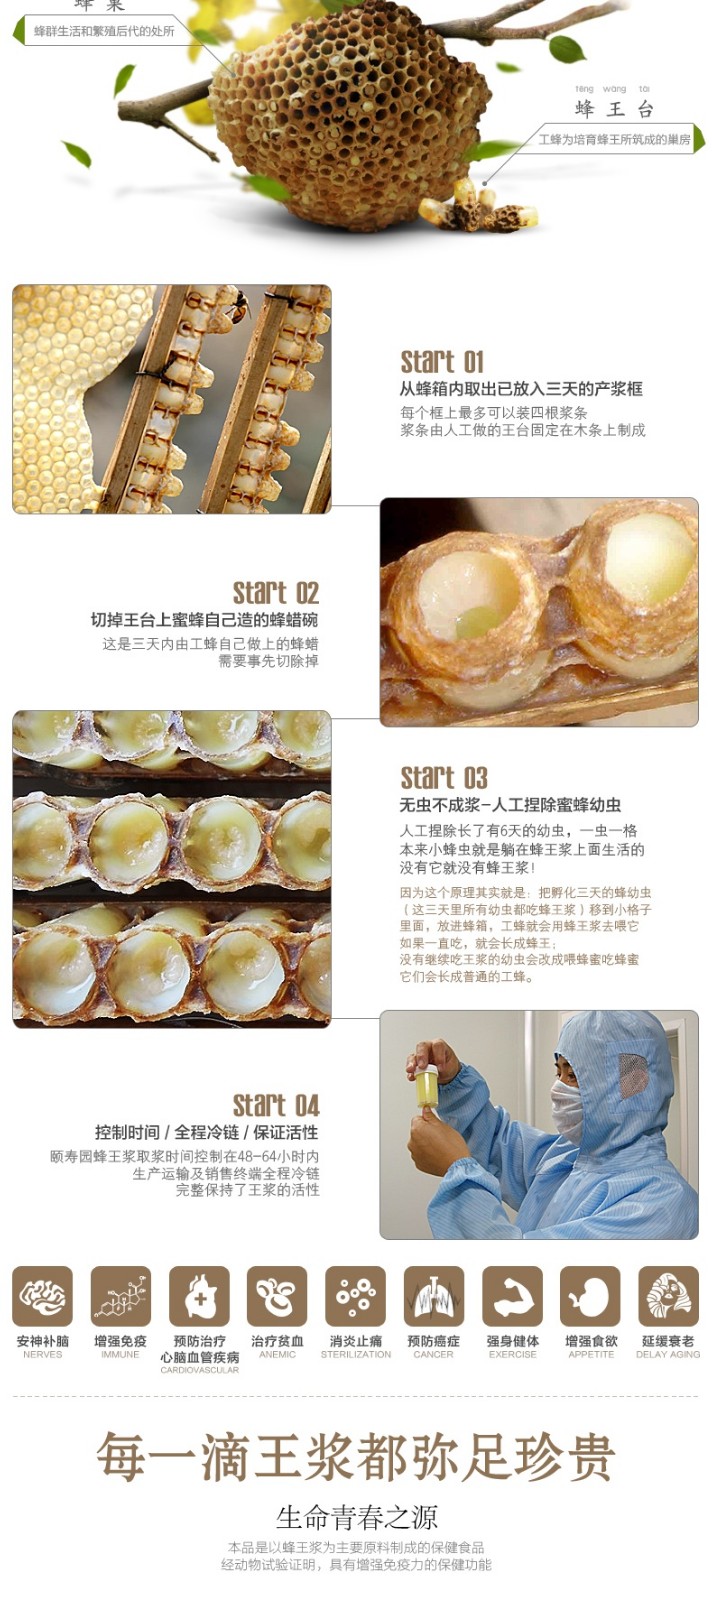 蜂巢
蜂群生活和繁殖后代的处所
fēng wáng tái
蜂王台
工蜂为培育蜂王所筑成的巢房
Start 01
从蜂箱内取出已放入三天的产浆框
每个框上最多可以装四根浆条
浆条由人工做的王台固定在木条上制成
Start 02
切掉王台上蜜蜂自己造的蜂蜡碗
这是三天内由工蜂自己做上的蜂蜡
需要事先切除掉
Start 03
无虫不成浆-人工捏除蜜蜂幼虫
人工捏除长了有6天的幼虫，一虫一格
本来小蜂虫就是躺在蜂王浆上面生活的
没有它就没有蜂王浆！
因为这个原理其实就是：把孵化三天的蜂幼虫
（这三天里所有幼虫都吃蜂王浆）移到小格子
里面，放进蜂箱，工蜂就会用蜂王浆去喂它
如果一直吃，就会长成蜂王；
没有继续吃王浆的幼虫会改成喂蜂蜜吃蜂蜜
它们会长成普通的工蜂。
Start 04
控制时间 / 全程冷链 / 保证活性
颐寿园蜂王浆取浆时间控制在48-64小时内
生产运输及销售终端全程冷链
完整保持了王浆的活性
安神补脑
NERVES
增强免疫
IMMUNE
预防治疗
心脑血管疾病
CARDIOVASCULAR
治疗贫血
ANEMIC
消炎止痛
STERILIZATION
预防癌症
CANCER
强身健体
EXERCISE
增强食欲
APPETITE
延缓衰老
DELAY AGING
每一滴王浆都弥足珍贵
生命青春之源
本品是以蜂王浆为主要原料制成的保健食品
经动物试验证明，具有增强免疫力的保健功能